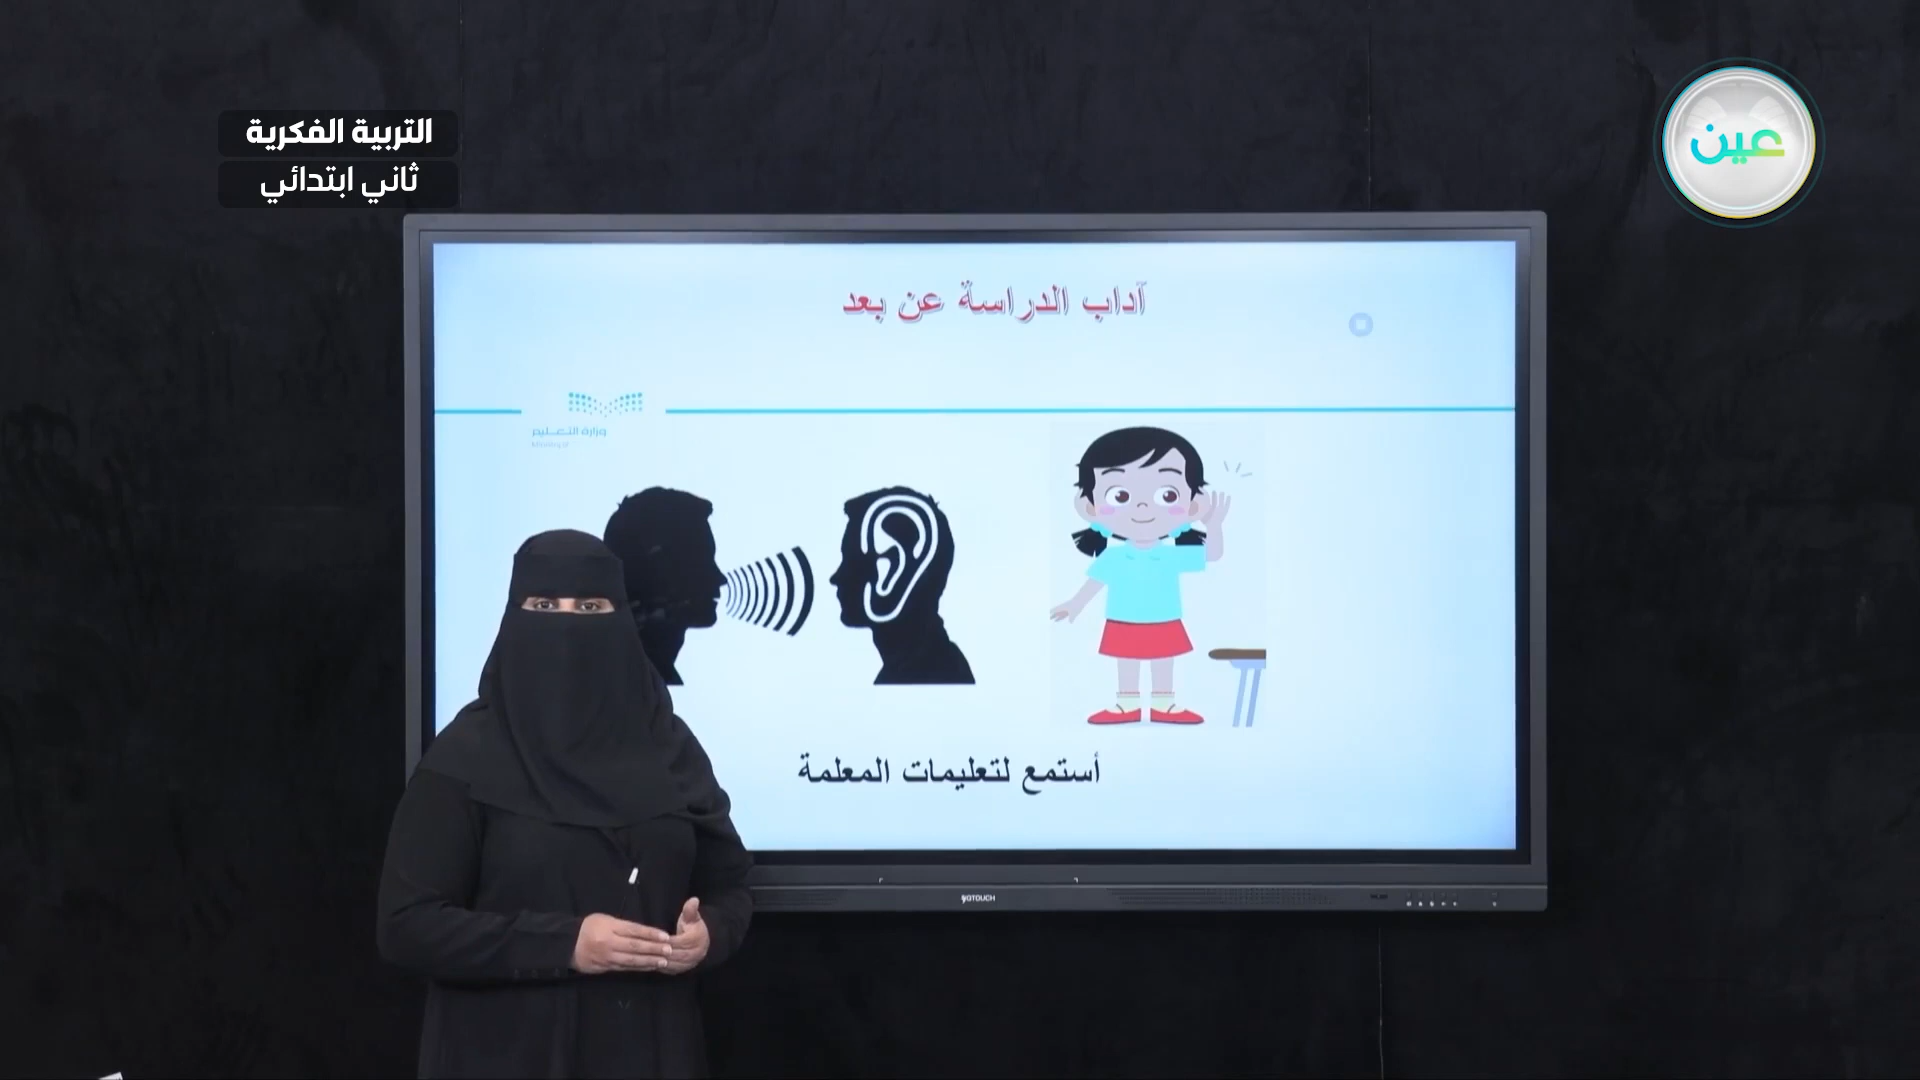 التربية الفكرية
ثاني ابتدائي
عين
آداب الدراسة عن بعد
وزارة التعليم
أستمع لتعليمات المعلمة